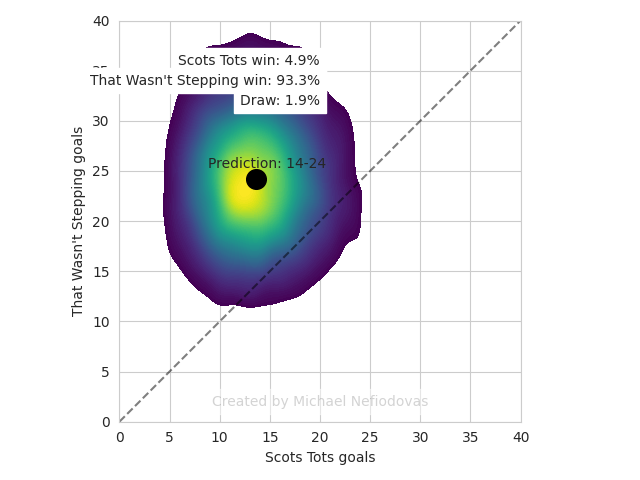 40
35
Scots Tots win: 4.9%
That Wasn't Stepping win: 93.3%
Draw: 1.9%
30
Prediction: 14-24
25
20
15
10
5
0
That Wasn't Stepping goals
Created by Michael Nefiodovas
0 5 10 15 20 25 30 35 40
Scots Tots goals